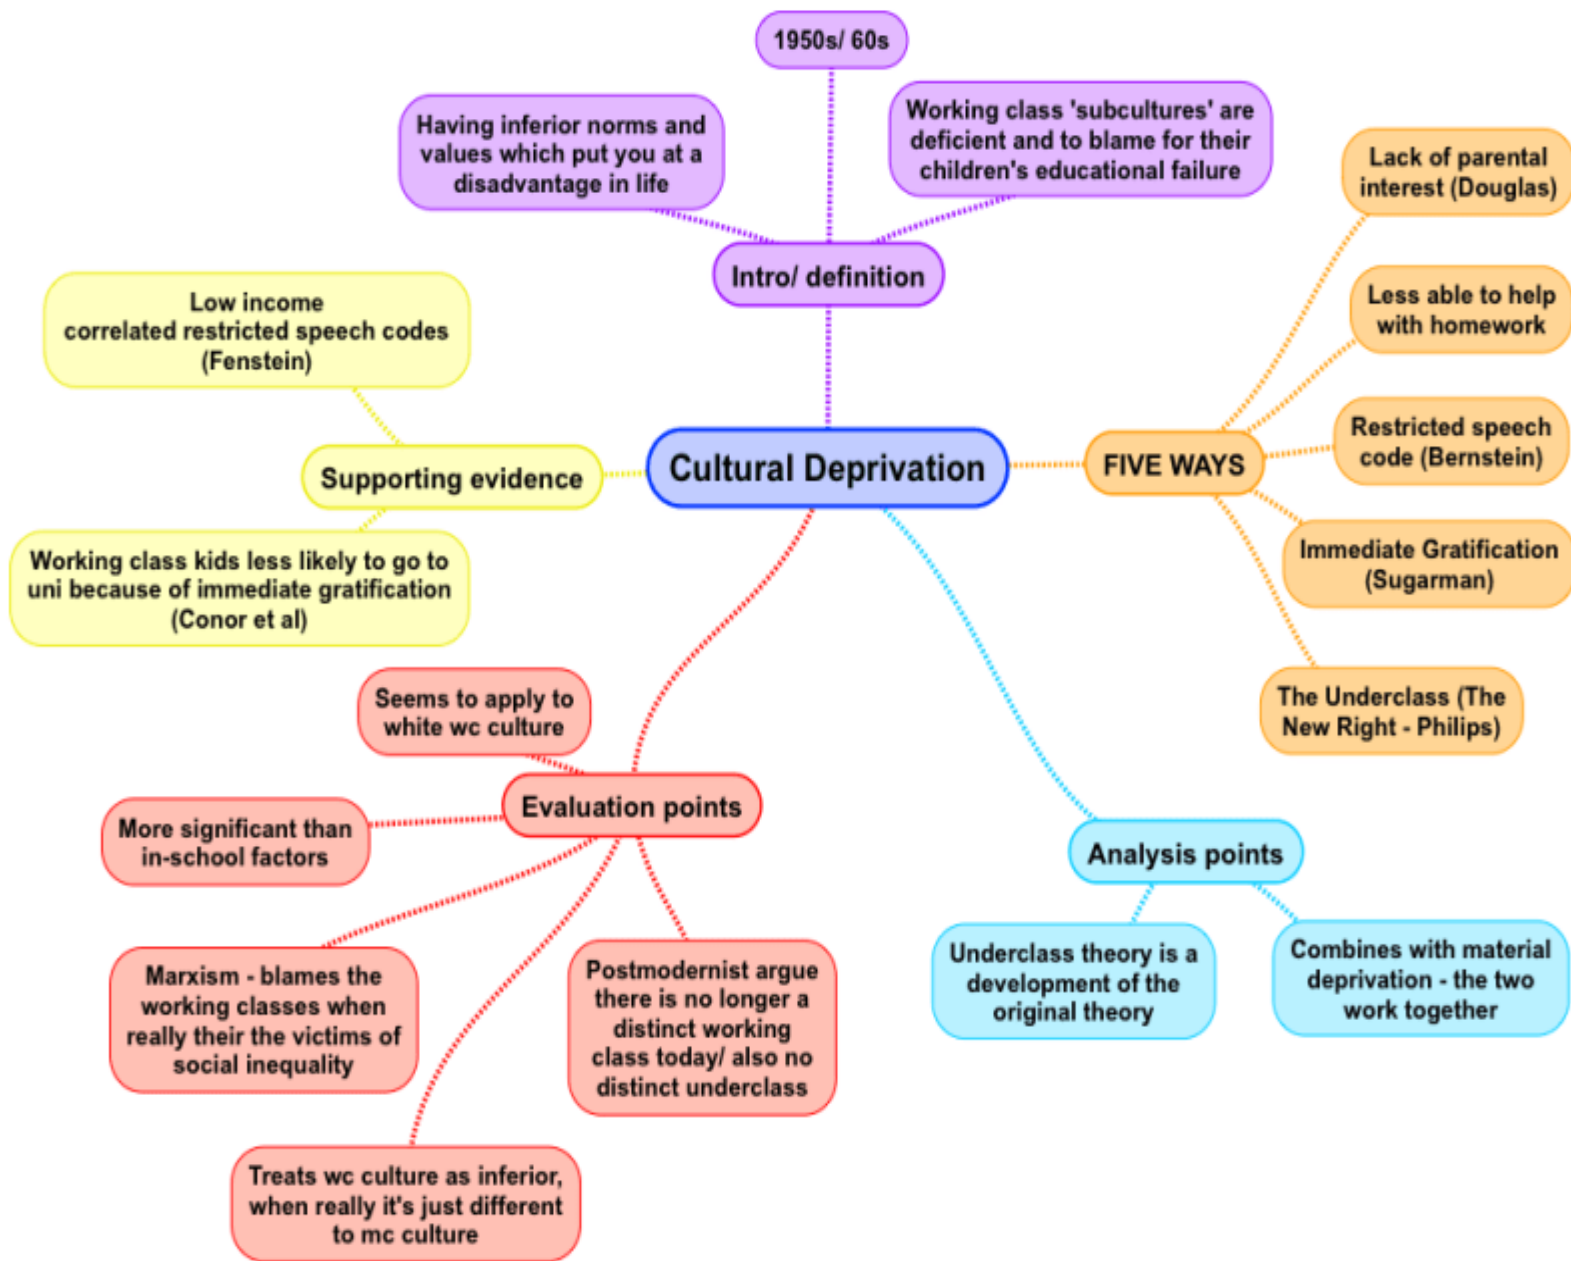 1950s/ 60s
Having inferior norms and
values which put you at a
disadvantage in life
Working class 'subcultures' are
deficient and to blame for their
children's educational failure
Intro/ definition
Lack of parental
interest (Douglas)
Less able to help
with homework
Restricted speech
code (Bernstein)
Immediate Gratification
(Sugarman)
The Underclass (The
New Right - Philips)
FIVE WAYS
Low income
correlated restricted speech codes
(Fenstein)
Supporting evidence
Working class kids less likely to go to
uni because of immediate gratification
(Conor et al)
Cultural Deprivation
Seems to apply to
white wc culture
Evaluation points
More significant than
in-school factors
Marxism - blames the
working classes when
really their the victims of
social inequality
Postmodernist argue
there is no longer a
distinct working
class today/ also no
distinct underclass
Treats wc culture as inferior,
when really it's just different
to mc culture
Analysis points
Underclass theory is a
development of the
original theory
Combines with material
deprivation - the two
work together